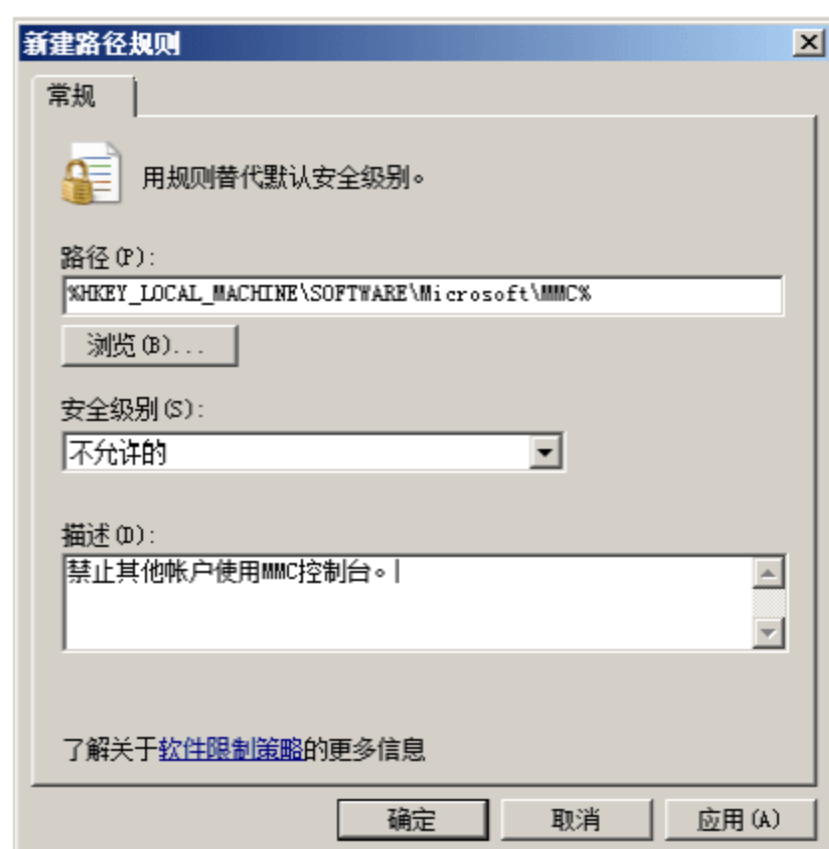 新建路径规则
常规
用规则替代默认安全级别。
路径(P):
%HKEY_LOCAL_MACHINE\SOFTWARE\Microsoft\MMC%
浏览(B)...
安全级别(S):
不允许的
描述(D):
禁止其他帐户使用MMC控制台。
了解关于软件限制策略的更多信息
确定 取消 应用(A)